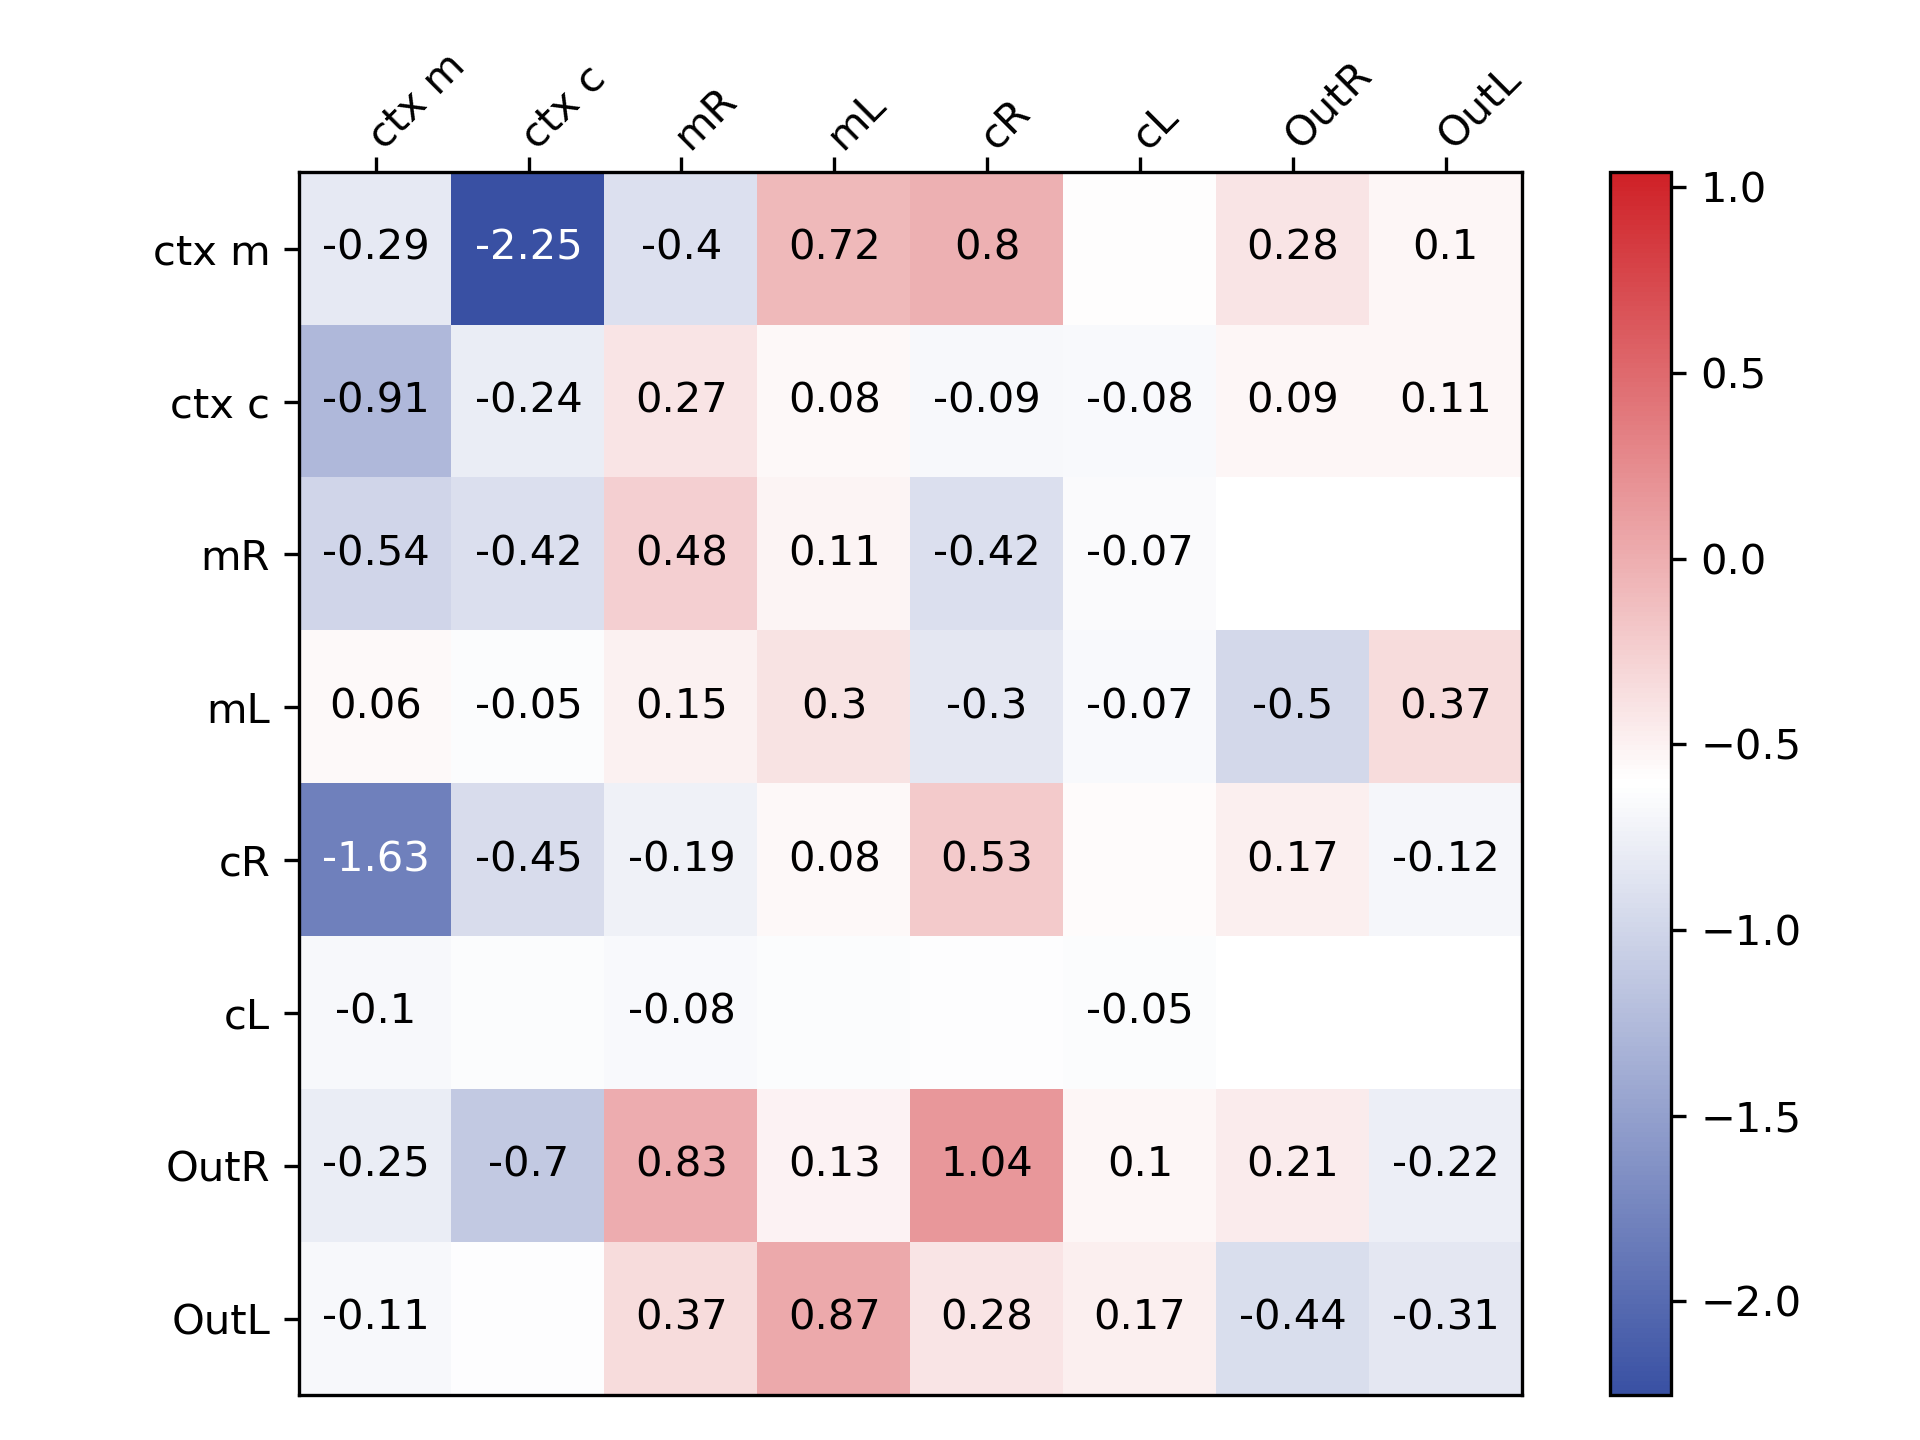 ctx m ctx c mR mL cR cL OutR OutL
ctx m -0.29 -2.25 -0.4 0.72 0.8 0.28 0.1
ctx c -0.91 -0.24 0.27 0.08 -0.09 -0.08 0.09 0.11
mR -0.54 -0.42 0.48 0.11 -0.42 -0.07
mL 0.06 -0.05 0.15 0.3 -0.3 -0.07 -0.5 0.37
cR -1.63 -0.45 -0.19 0.08 0.53 0.17 -0.12
cL -0.1 -0.08 -0.05
OutR -0.25 -0.7 0.83 0.13 1.04 0.1 0.21 -0.22
OutL -0.11 0.37 0.87 0.28 0.17 -0.44 -0.31
1.0
0.5
0.0
−0.5
−1.0
−1.5
−2.0